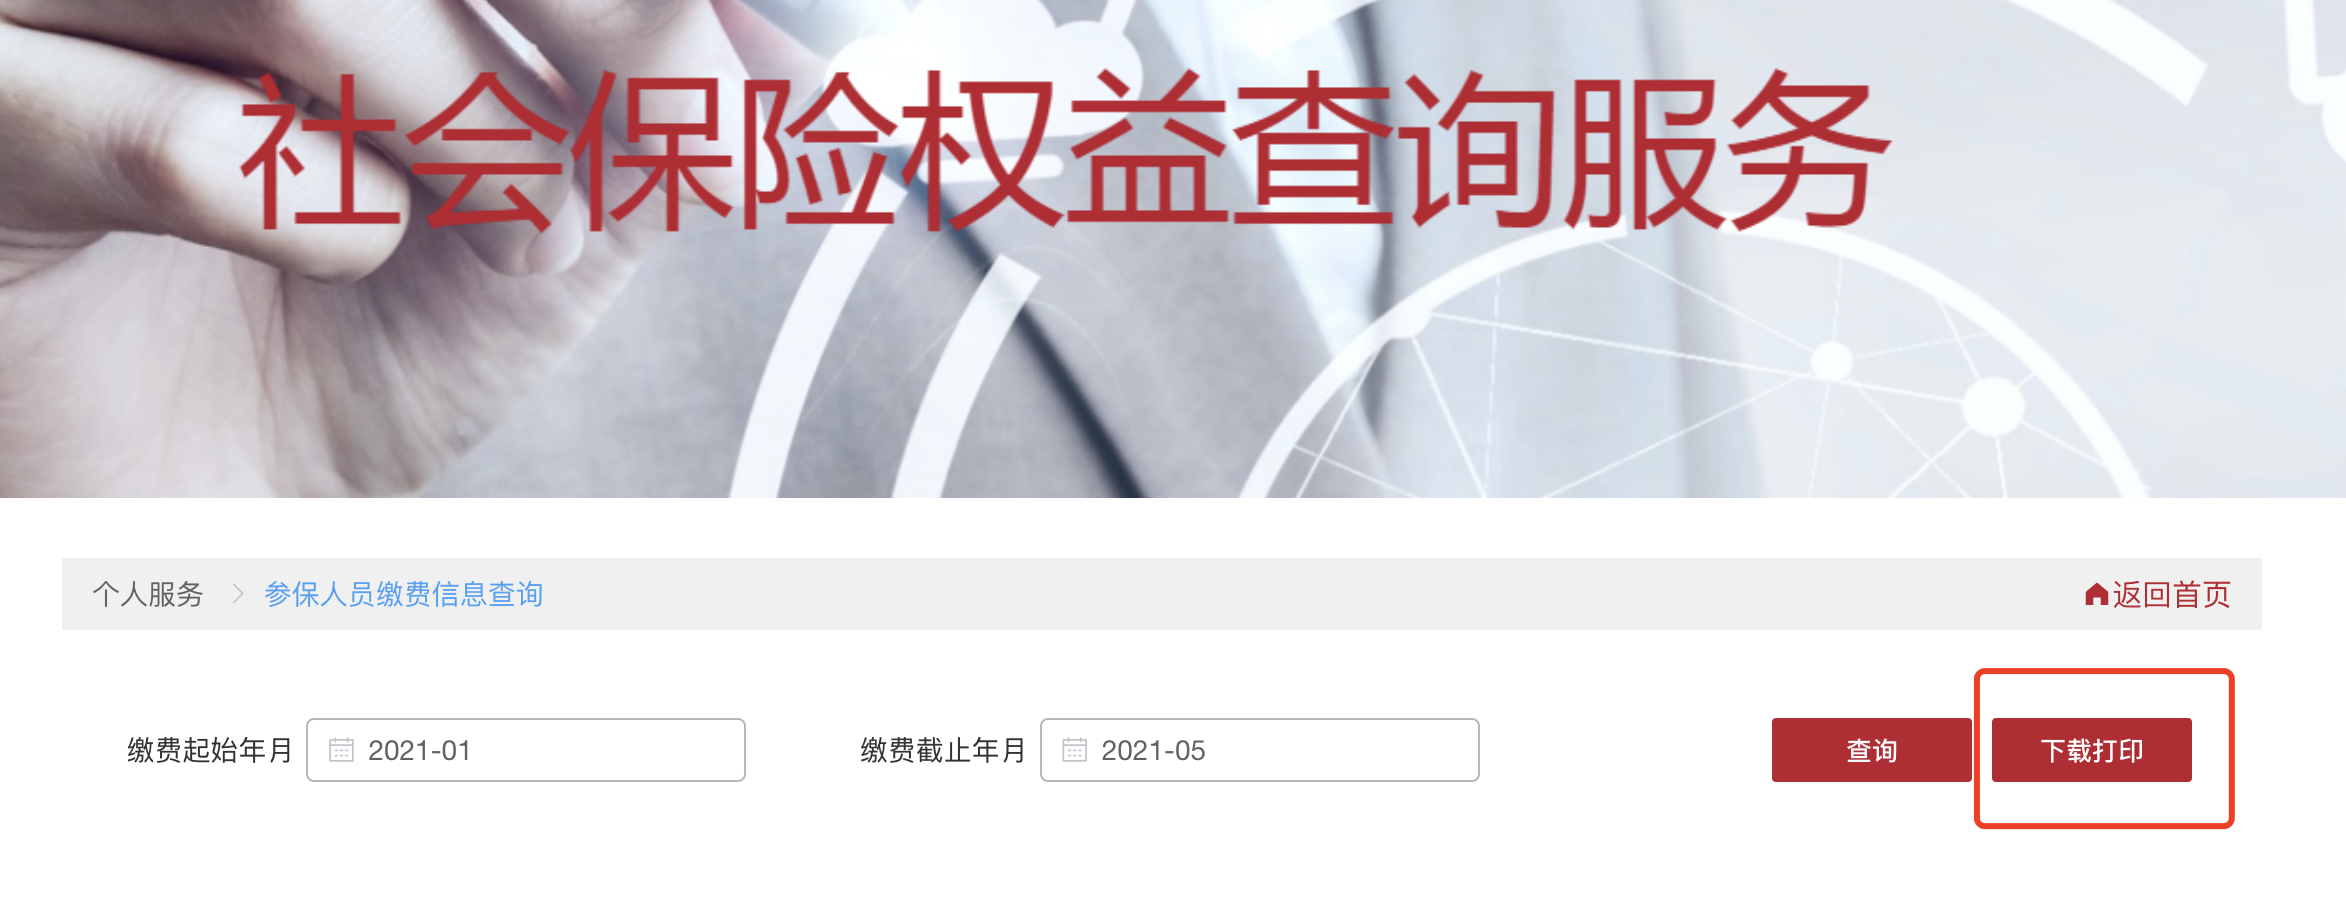 社会保险权益查询服务
个人服务 > 参保人员缴费信息查询 返回首页
缴费起始年月 2021-01 缴费截止年月 2021-05 查询 下载打印